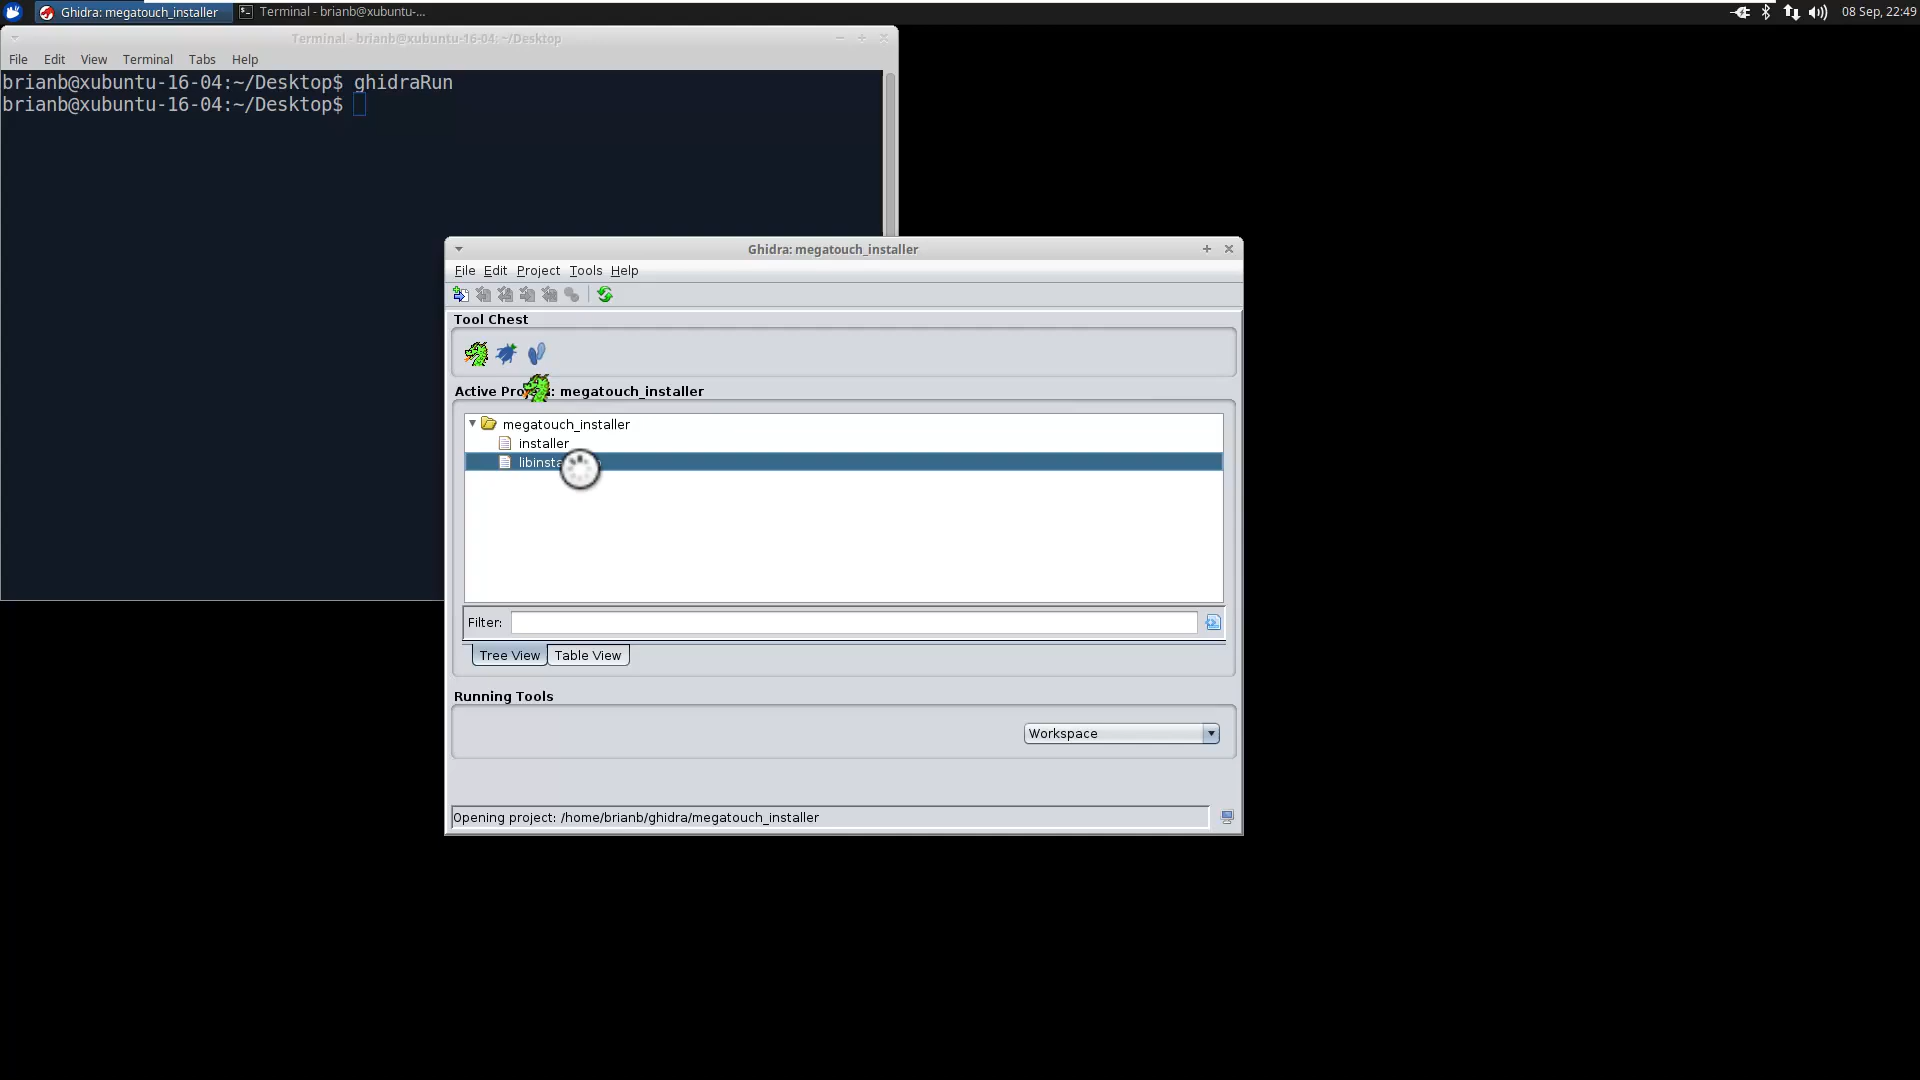 Ghidra: megatouch_installer
Terminal - brianb@xubuntu-...
08 Sep, 22:49
Terminal - brianb@xubuntu-16-04: ~/Desktop
File Edit View Terminal Tabs Help
brianb@xubuntu-16-04:~/Desktop$ ghidraRun
brianb@xubuntu-16-04:~/Desktop$
Ghidra: megatouch_installer
File Edit Project Tools Help
Tool Chest
Active : megatouch_installer
megatouch_installer
installer
Filter:
Tree View Table View
Running Tools
Workspace
Opening project: /home/brianb/ghidra/megatouch_installer